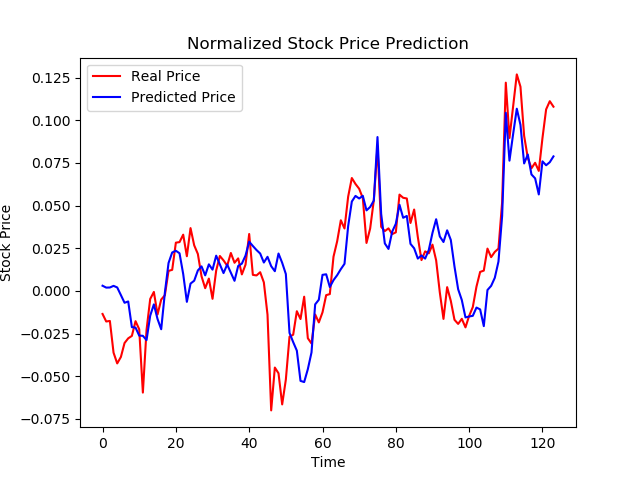 Normalized Stock Price Prediction
Real Price
Predicted Price
Stock Price
0.125
0.100
0.075
0.050
0.025
0.000
−0.025
−0.050
−0.075
0 20 40 60 80 100 120
Time